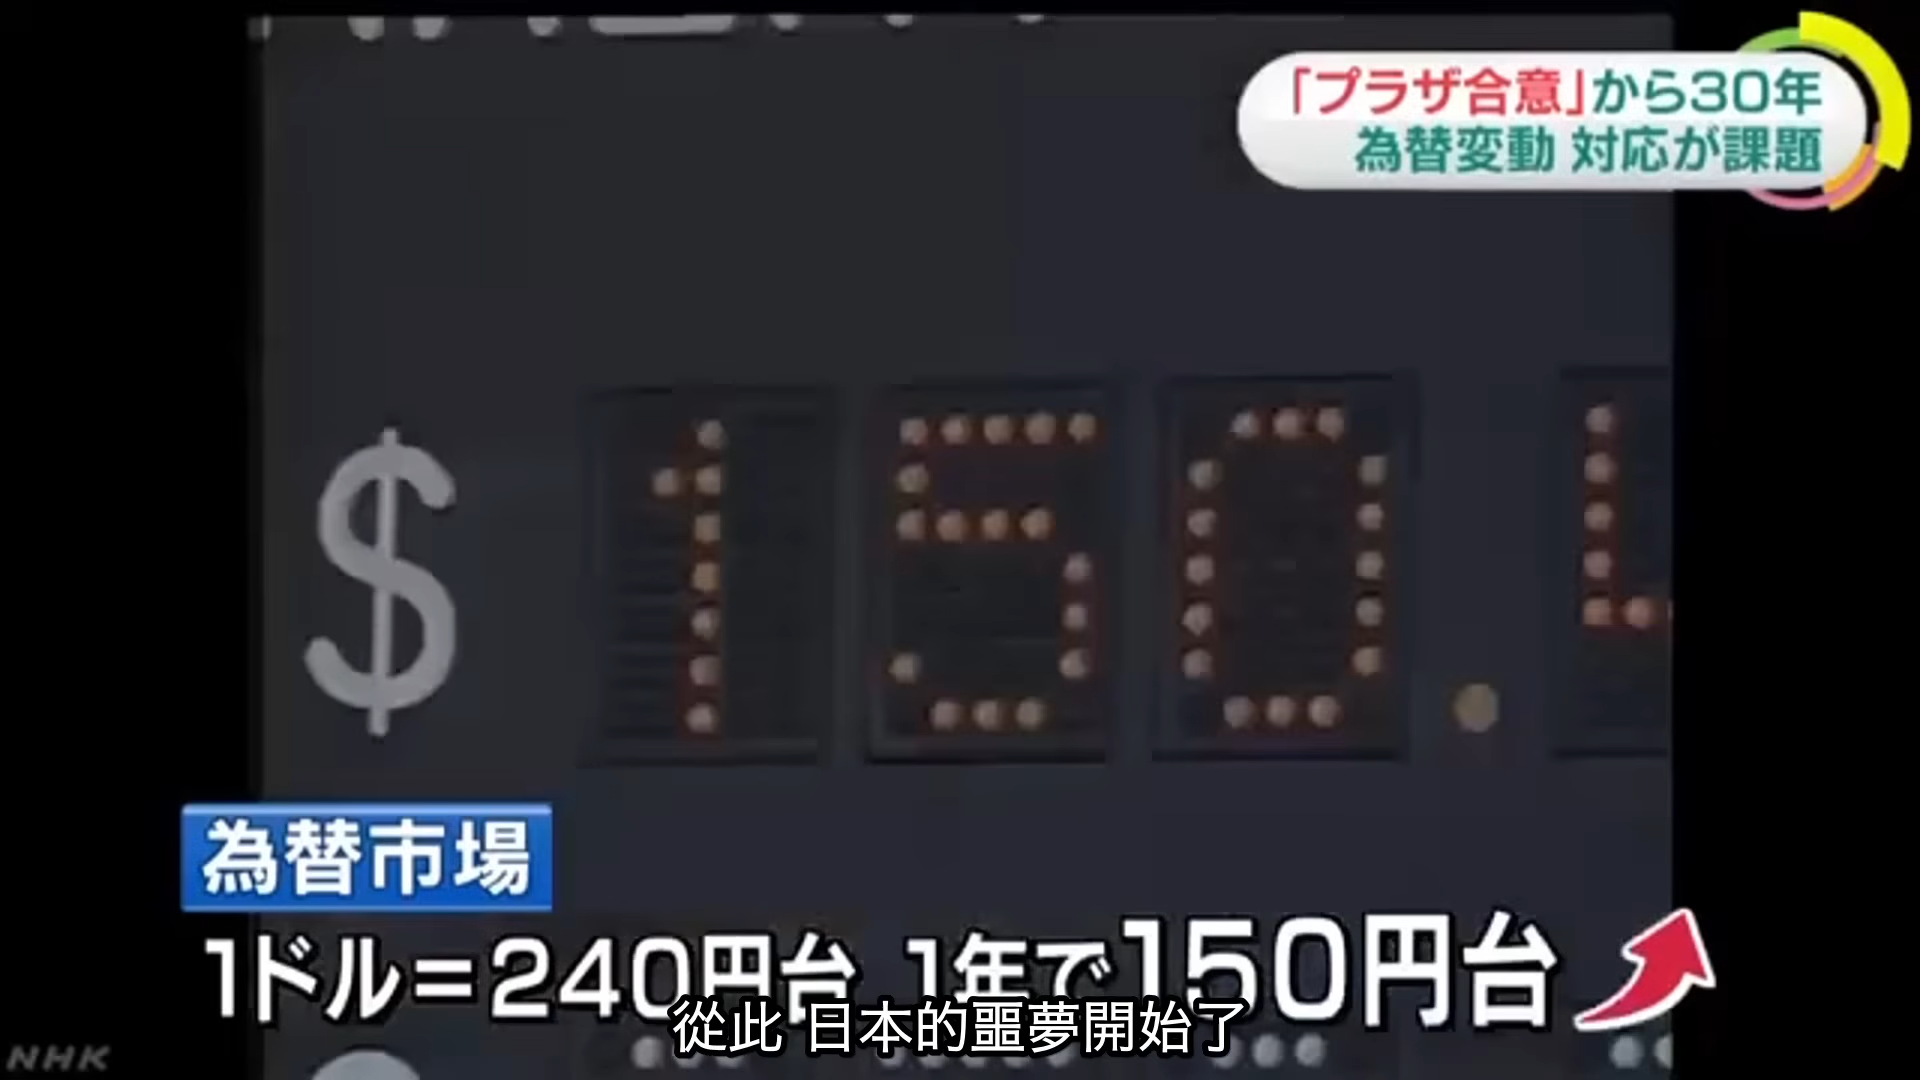 「プラザ合意」から30年
為替変動 対応が課題
$ 150.4
為替市場
1ドル=240円台 1年で150円台
從此 日本的噩夢開始了
NHK